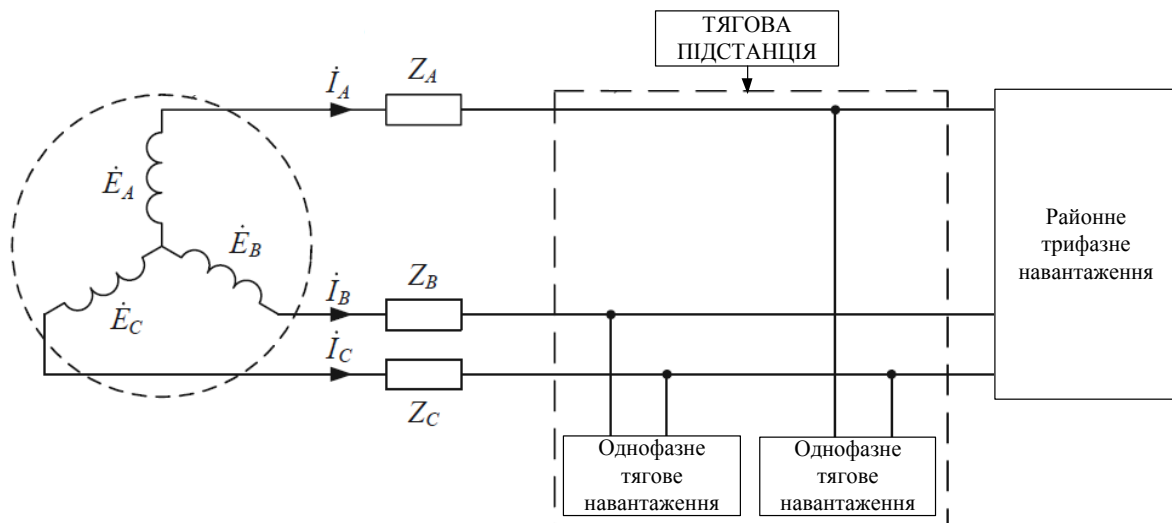 ТЯГОВА
ПІДСТАНЦІЯ
İ_A
Z_A
Ė_A
Ė_B
Ė_C
İ_B
Z_B
İ_C
Z_C
Районне
трифазне
навантаження
Однофазне
тягове
навантаження
Однофазне
тягове
навантаження